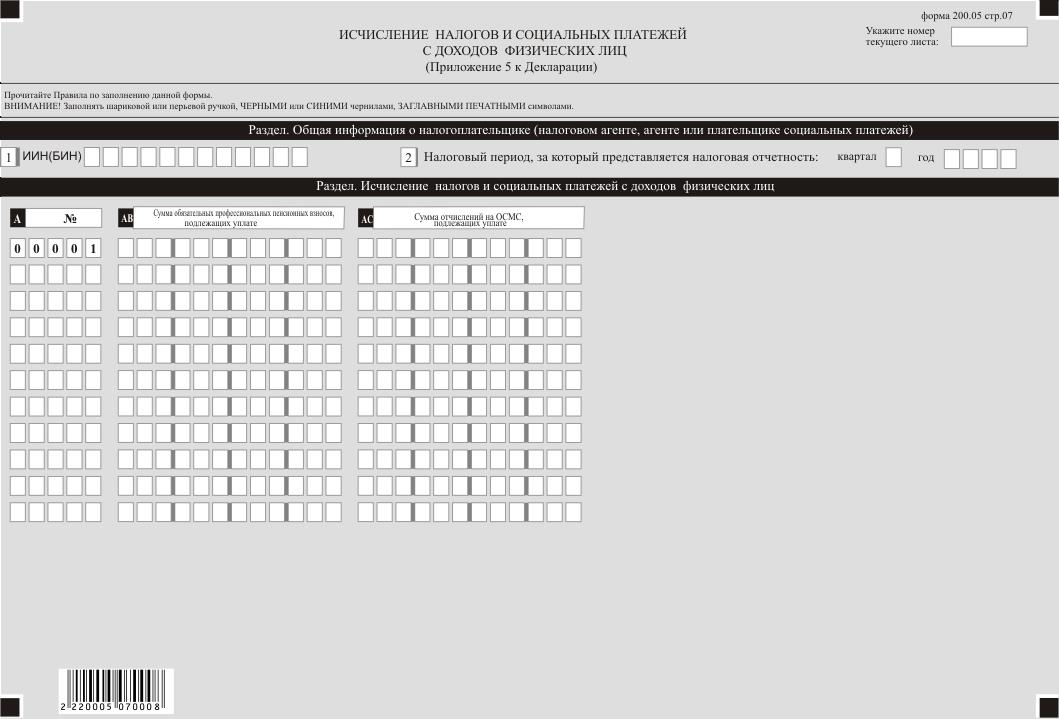 форма 200.05 стр.07
ИСЧИСЛЕНИЕ НАЛОГОВ И СОЦИАЛЬНЫХ ПЛАТЕЖЕЙ
С ДОХОДОВ ФИЗИЧЕСКИХ ЛИЦ
(Приложение 5 к Декларации)
Укажите номер
текущего листа:
Прочитайте Правила по заполнению данной формы.
ВНИМАНИЕ! Заполнять шариковой или перьевой ручкой, ЧЕРНЫМИ или СИНИМИ чернилами, ЗАГЛАВНЫМИ ПЕЧАТНЫМИ символами.
Раздел. Общая информация о налогоплательщике (налоговом агенте, агенте или плательщике социальных платежей)
1 ИИН(БИН) 2 Налоговый период, за который представляется налоговая отчетность: квартал год
Раздел. Исчисление налогов и социальных платежей с доходов физических лиц
A №
AB Сумма обязательных профессиональных пенсионных взносов,
подлежащих уплате
AC Сумма отчислений на ОСМС,
подлежащих уплате
0 0 0 0 1
2 220005 070008